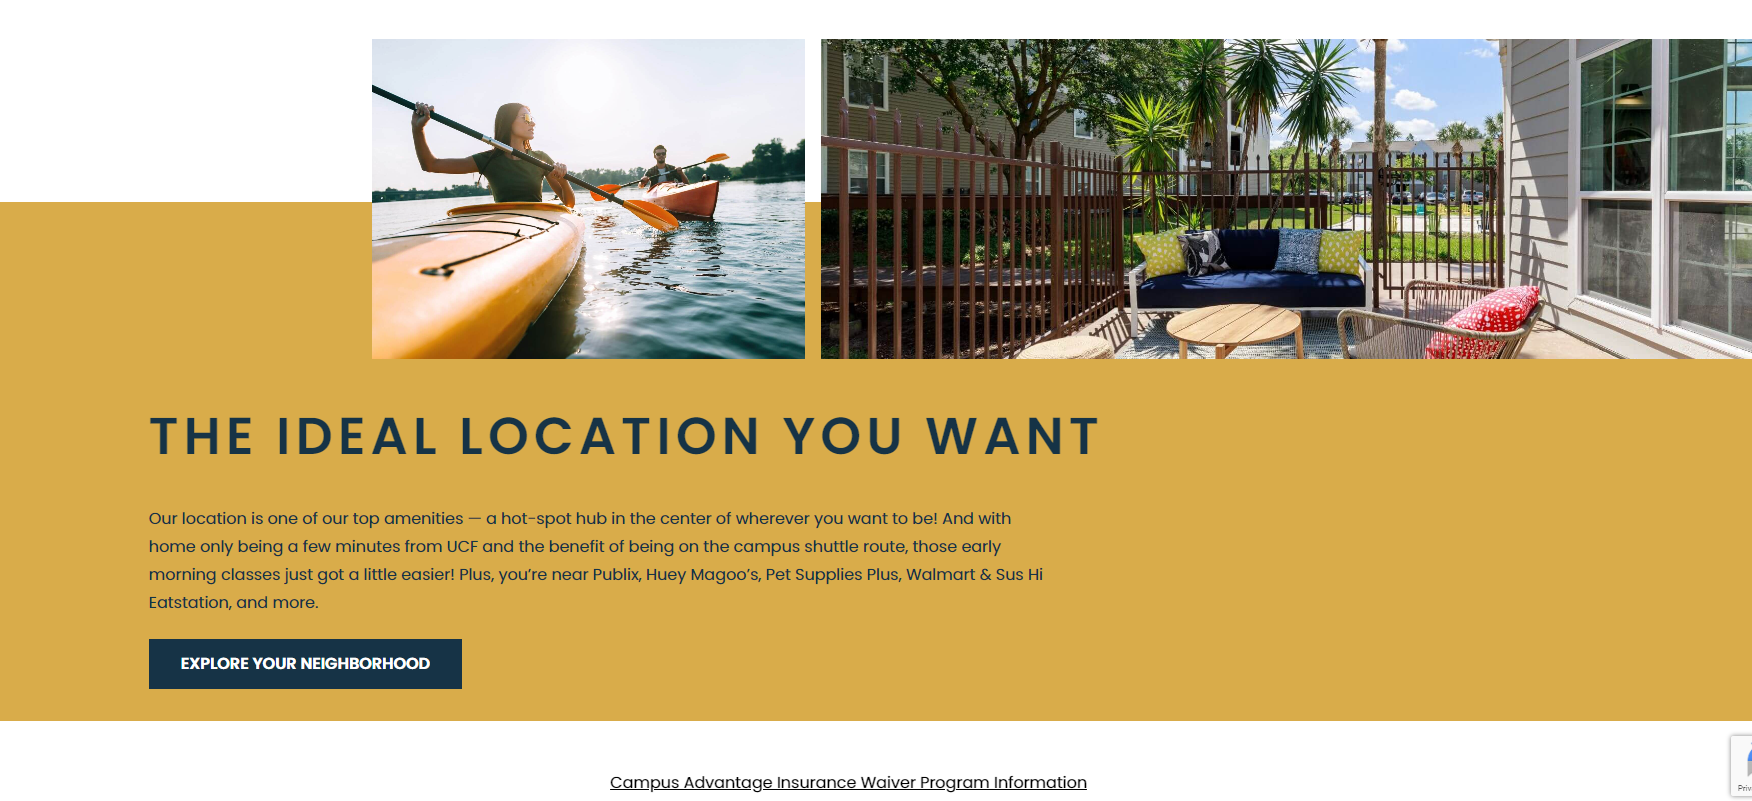 THE IDEAL LOCATION YOU WANT
Our location is one of our top amenities — a hot-spot hub in the center of wherever you want to be! And with
home only being a few minutes from UCF and the benefit of being on the campus shuttle route, those early
morning classes just got a little easier! Plus, you’re near Publix, Huey Magoo’s, Pet Supplies Plus, Walmart & Sus Hi
Eatstation, and more.
EXPLORE YOUR NEIGHBORHOOD
Campus Advantage Insurance Waiver Program Information